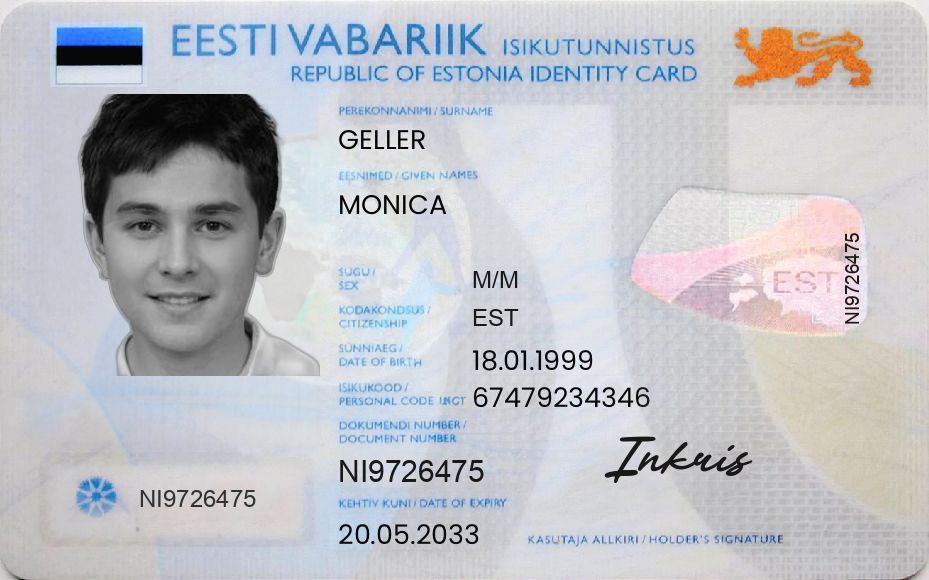 EESTI VABARIIK ISIKUTUNNISTUS
REPUBLIC OF ESTONIA IDENTITY CARD
PEREKONNANIMI / SURNAME
GELLER
EESNIMED / GIVEN NAMES
MONICA
SUGU /
SEX
M/M
KODAKONDSUS /
CITIZENSHIP
EST
SÜNNIAEG /
DATE OF BIRTH
18.01.1999
ISIKUKOOD /
PERSONAL CODE
67479234346
DOKUMENDI NUMBER /
DOCUMENT NUMBER
NI9726475
KEHTIV KUNI / DATE OF EXPIRY
20.05.2033
NI9726475
EST
NI9726475
Inkris
KASUTAJA ALLKIRI / HOLDER'S SIGNATURE